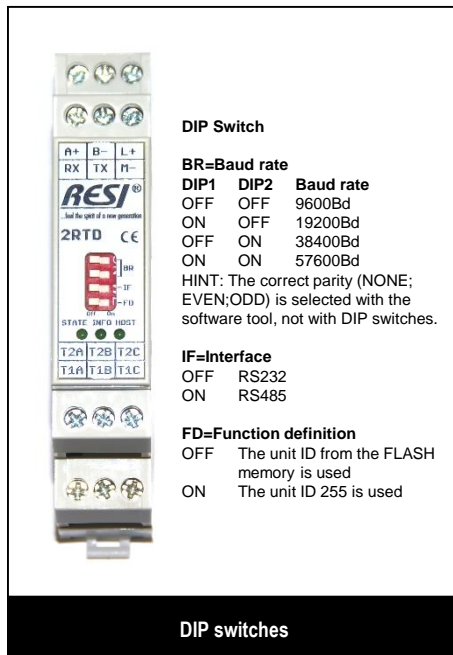 A+ B- L+
RX TX M-
RESI®
...feel the spirit of a new generation
2RTD CE
BR
IF
FD
Off On
STATE INFO HOST
T2A T2B T2C
T1A T1B T1C
DIP Switch
BR=Baud rate
DIP1 DIP2 Baud rate
OFF OFF 9600Bd
ON OFF 19200Bd
OFF ON 38400Bd
ON ON 57600Bd
HINT: The correct parity (NONE;
EVEN;ODD) is selected with the
software tool, not with DIP switches.
IF=Interface
OFF RS232
ON RS485
FD=Function definition
OFF The unit ID from the FLASH
memory is used
ON The unit ID 255 is used
DIP switches